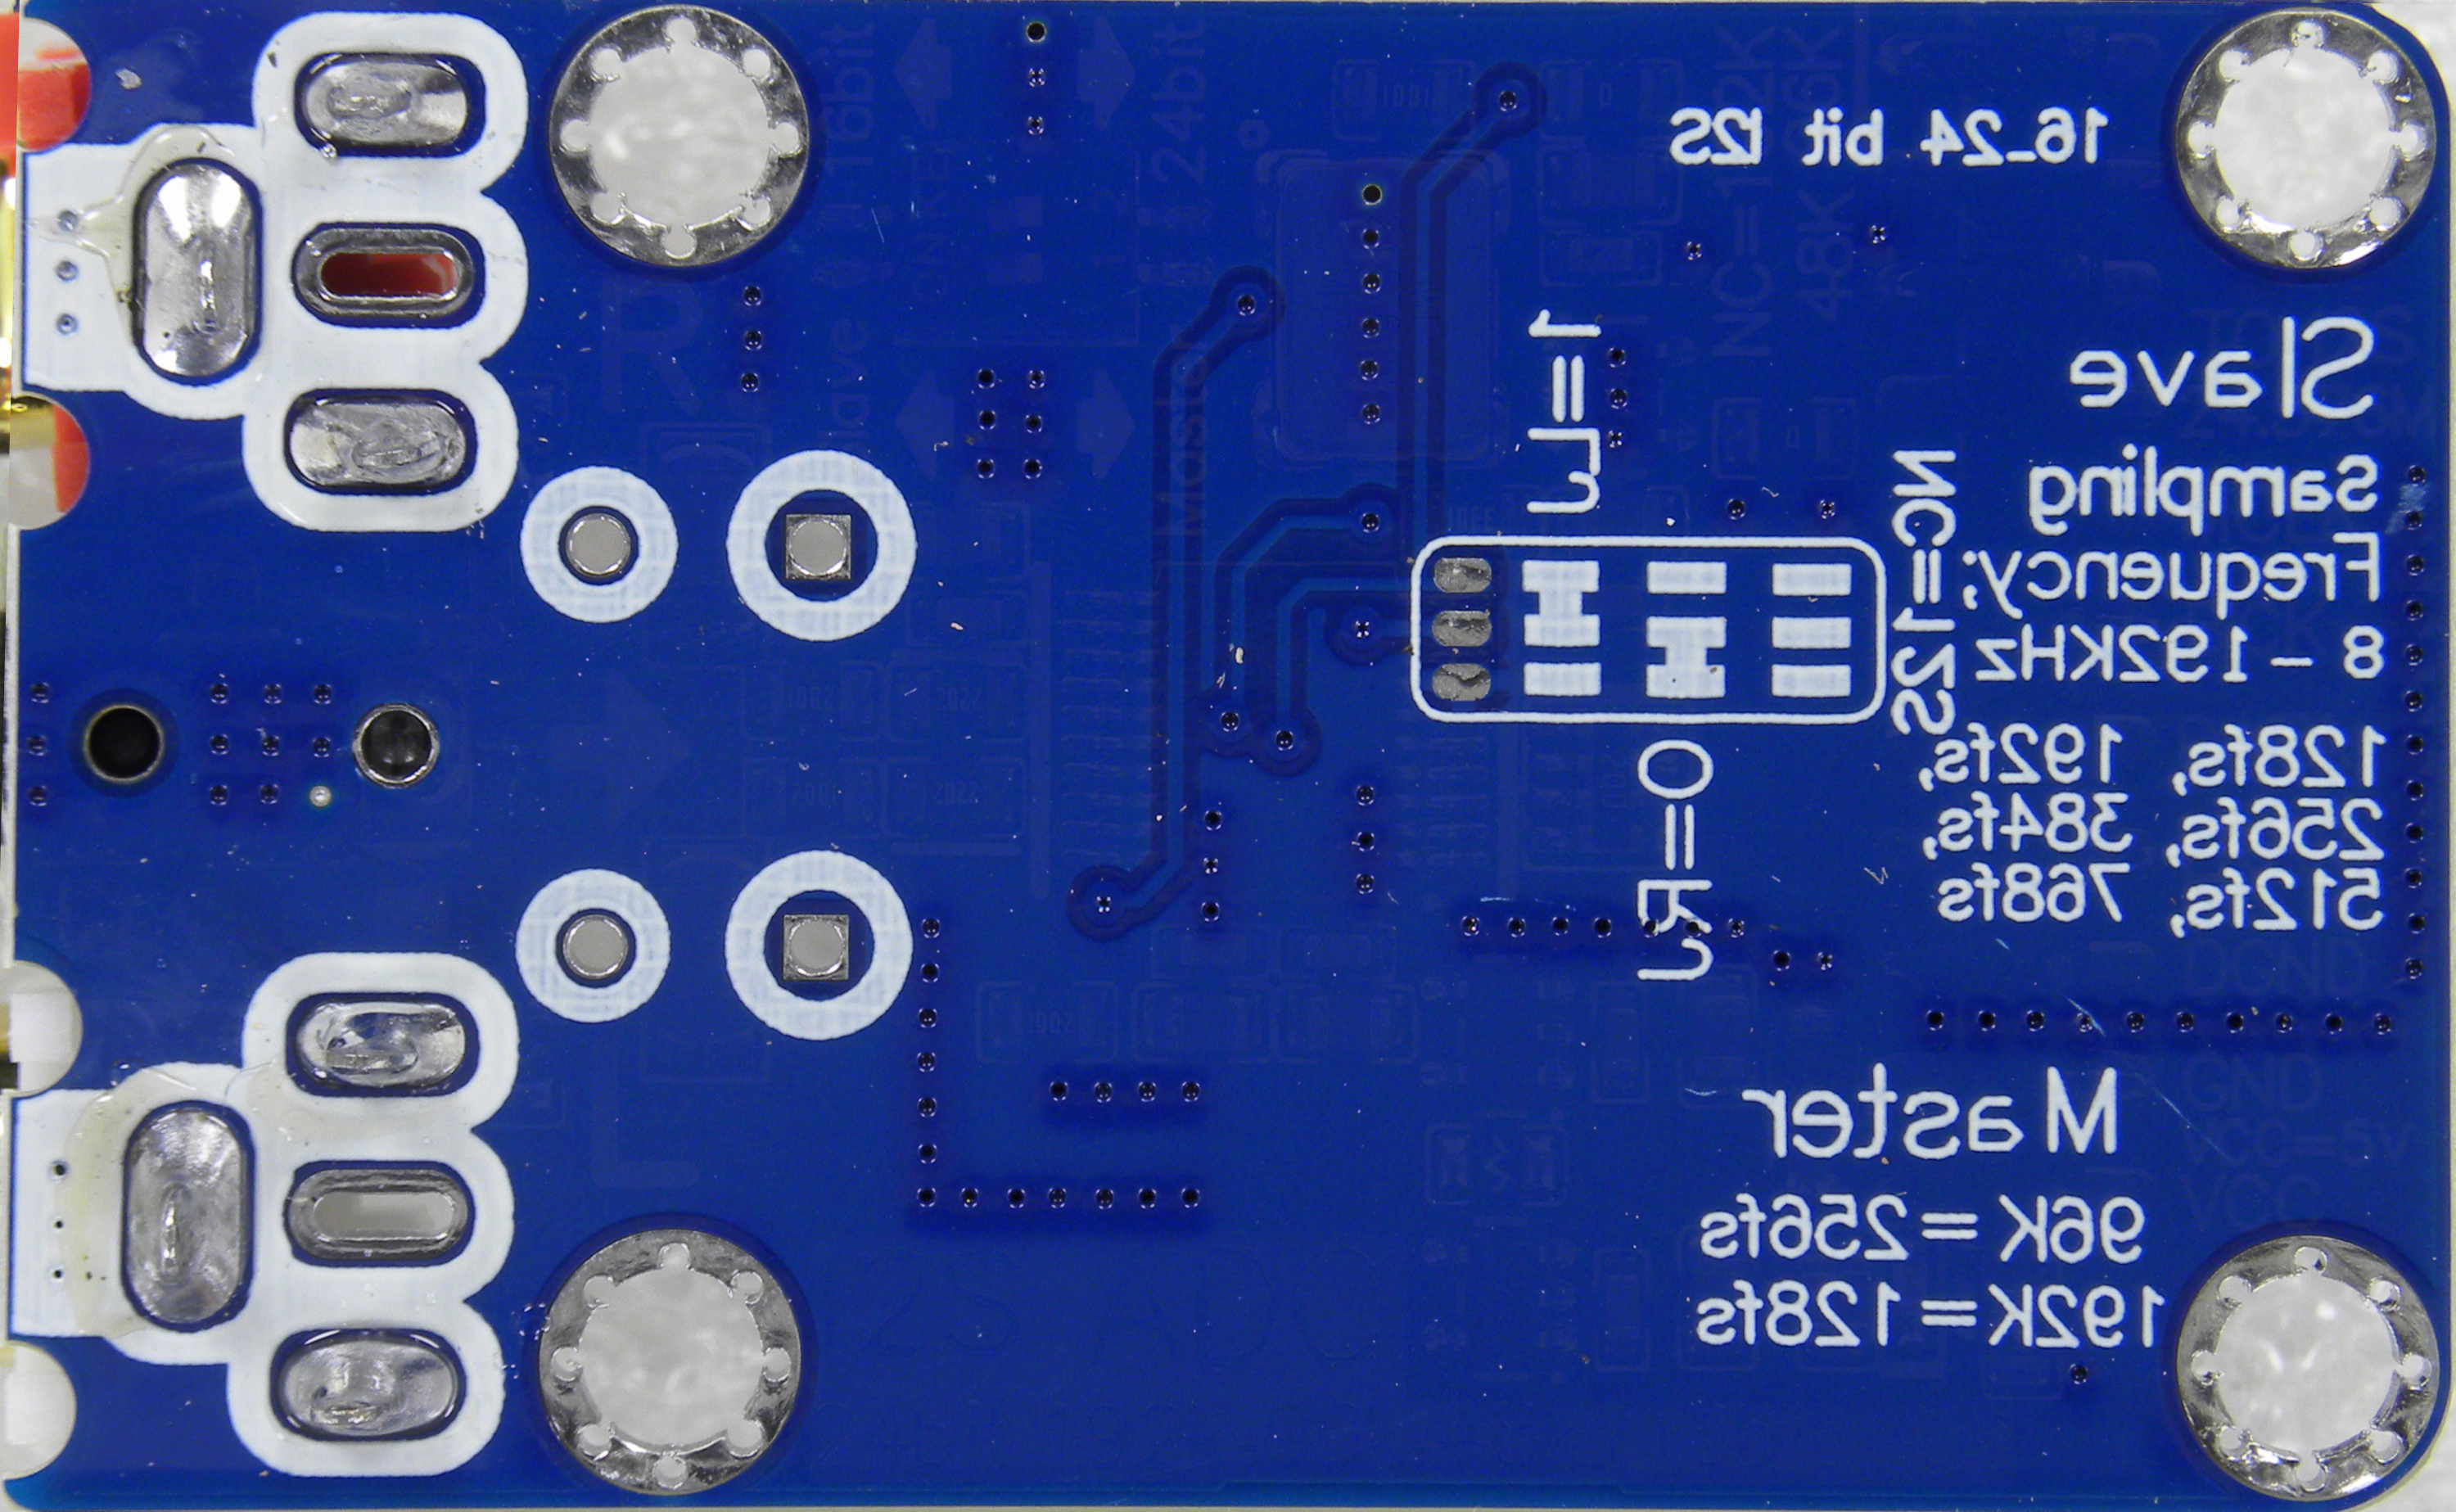 16_24 bit I2S
Slave
Sampling
Frequency;
8 - 192KHz
128fs, 192fs,
256fs, 384fs,
512fs, 768fs
NC=I2S
1=LJ
0=RJ
Master
96K=256fs
192K=128fs